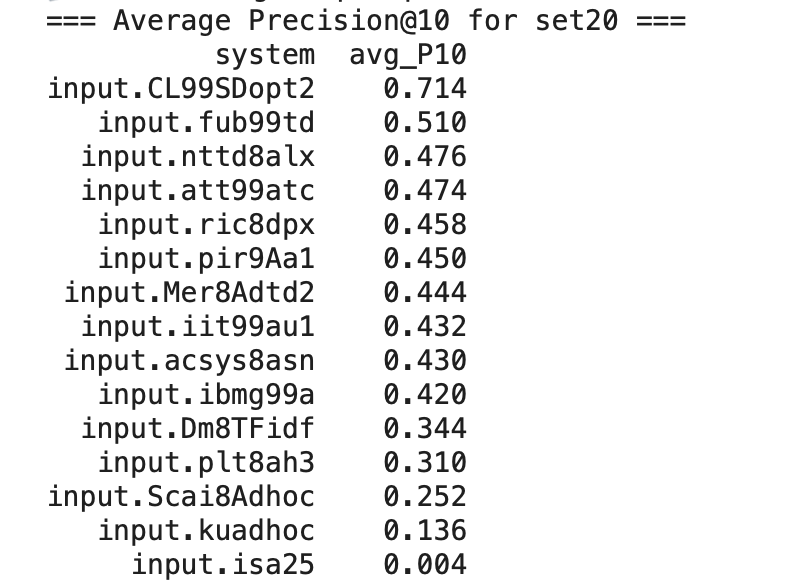 === Average Precision@10 for set20 ===
system avg_P10
input.CL99SDopt2 0.714
input.fub99td 0.510
input.nttd8alx 0.476
input.att99atc 0.474
input.ric8dpx 0.458
input.pir9Aa1 0.450
input.Mer8Adtd2 0.444
input.iit99au1 0.432
input.acsys8asn 0.430
input.ibmg99a 0.420
input.Dm8TFidf 0.344
input.plt8ah3 0.310
input.Scai8Adhoc 0.252
input.kuadhoc 0.136
input.isa25 0.004